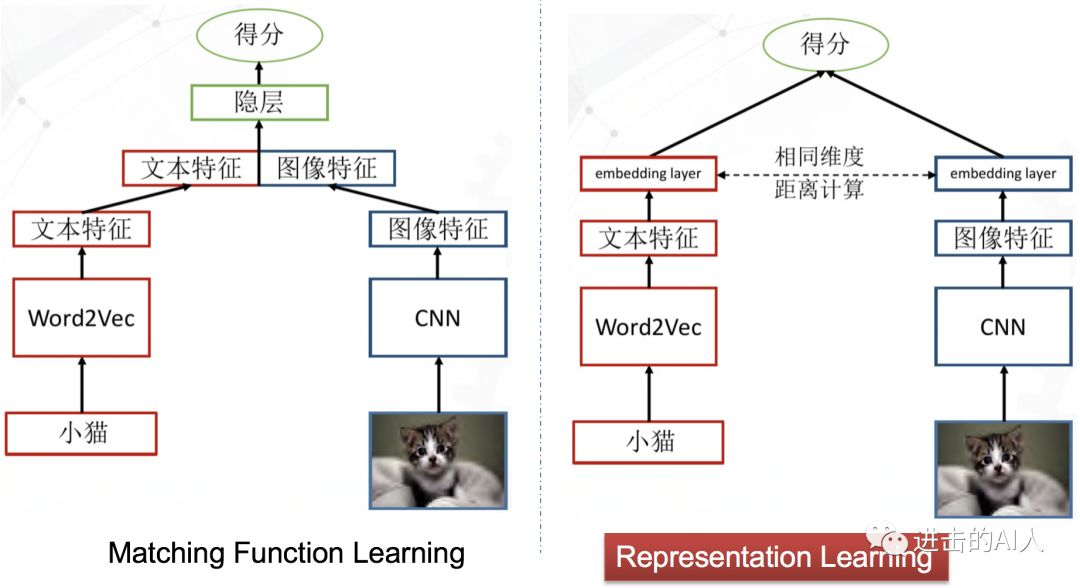 得分
隐层
文本特征 图像特征
文本特征
图像特征
Word2Vec
CNN
小猫
Matching Function Learning
得分
相同维度
embedding layer
embedding layer
距离计算
文本特征
图像特征
Word2Vec
CNN
小猫
进击的AI人
Representation Learning